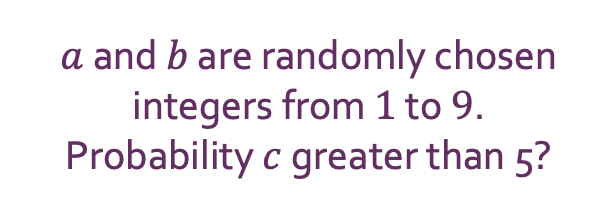 a and b are randomly chosen
integers from 1 to 9.
Probability c greater than 5?